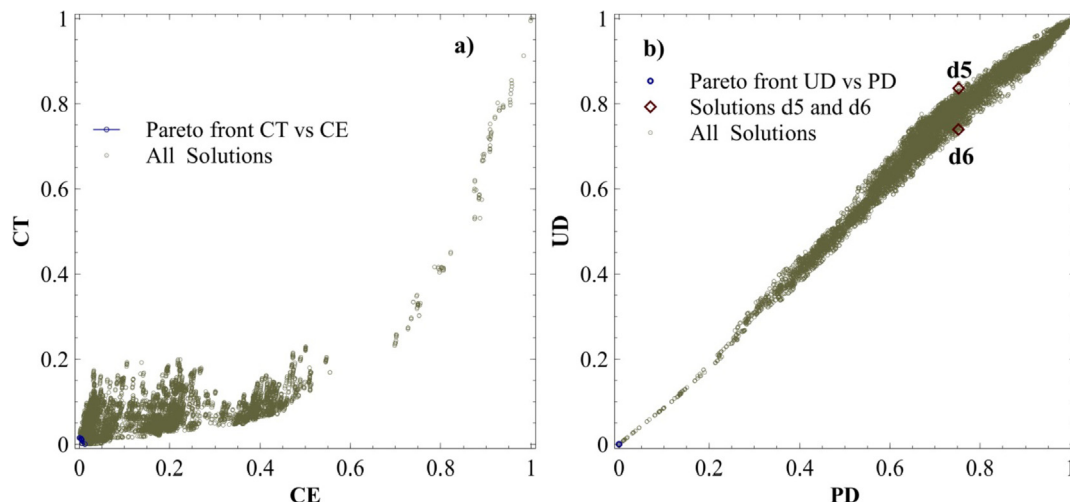 a)
Pareto front CT vs CE
All Solutions
CT
1
0.8
0.6
0.4
0.2
0
0
0.2
0.4
0.6
0.8
1
CE
b)
Pareto front UD vs PD
Solutions d5 and d6
All Solutions
d5
d6
UD
1
0.8
0.6
0.4
0.2
0
0
0.2
0.4
0.6
0.8
1
PD